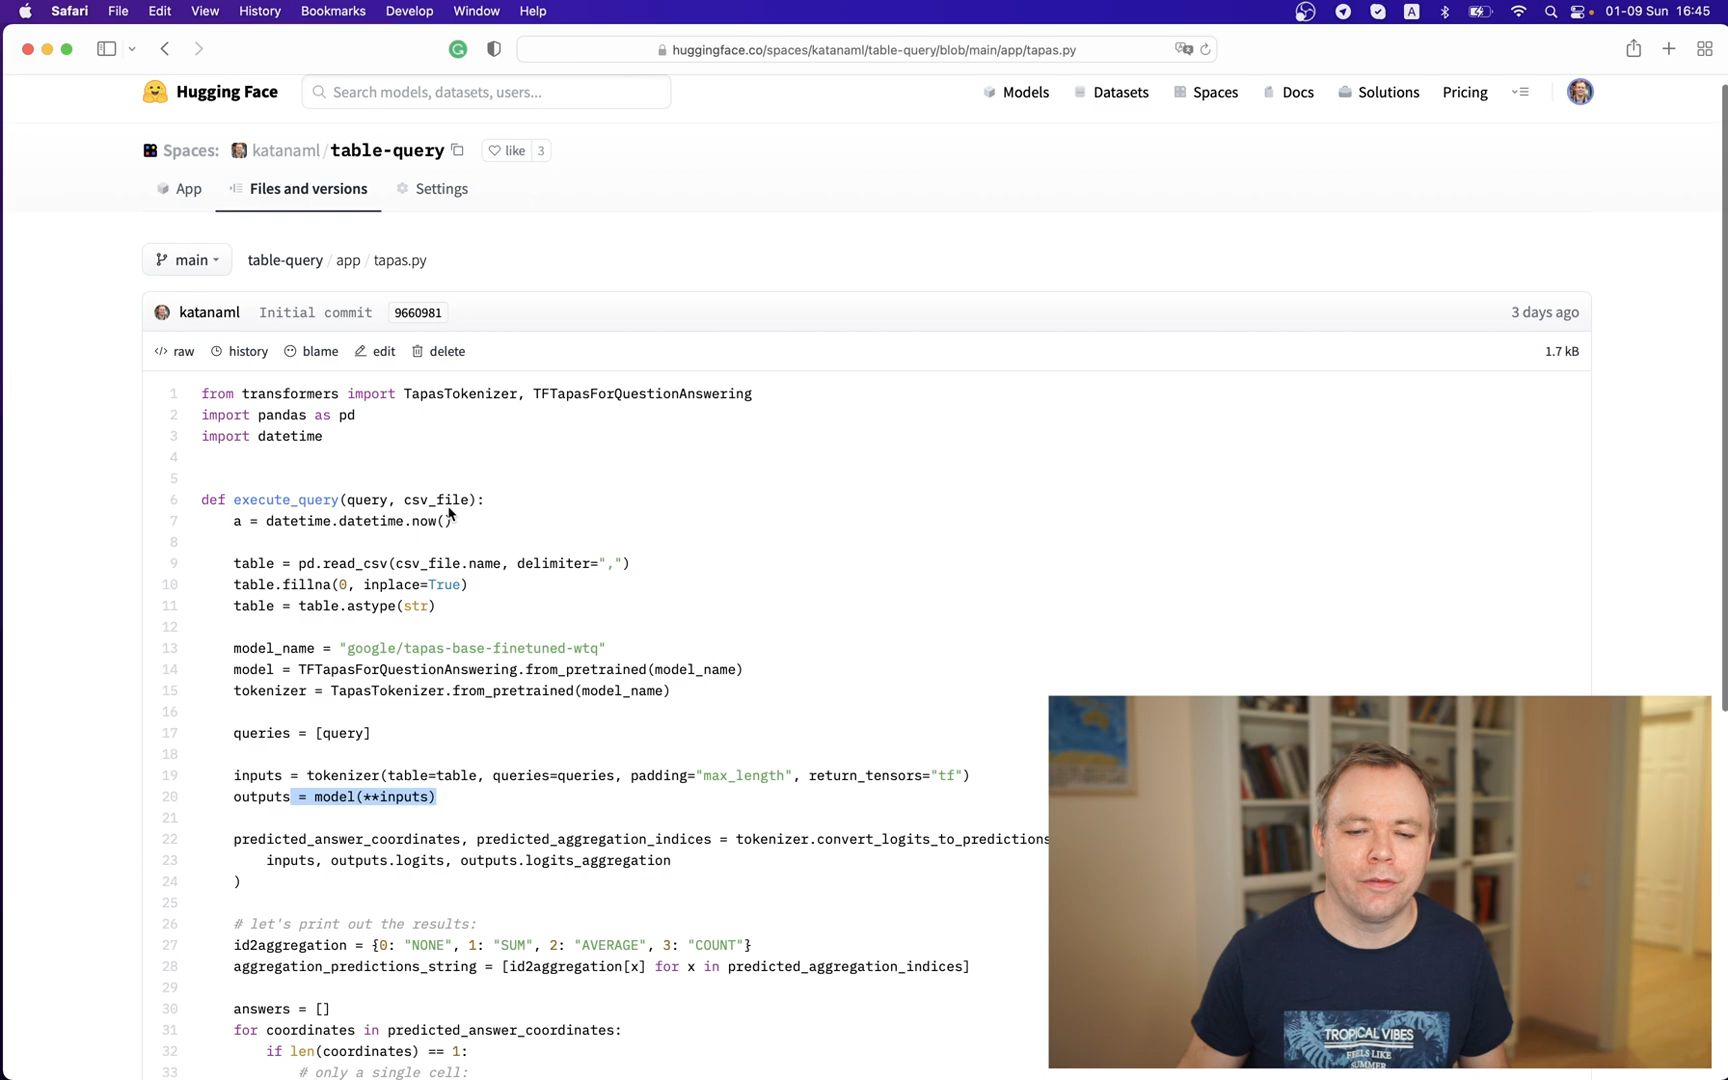 Safari File Edit View History Bookmarks Develop Window Help A 01-09 Sun 16:45
huggingface.co/spaces/katanaml/table-query/blob/main/app/tapas.py
Hugging Face Search models, datasets, users... Models Datasets Spaces Docs Solutions Pricing
Spaces: katanaml/table-query like 3
App Files and versions Settings
main table-query / app / tapas.py
katanaml Initial commit 9660981 3 days ago
</> raw history blame edit delete 1.7 kB
1 from transformers import TapasTokenizer, TFTapasForQuestionAnswering
2 import pandas as pd
3 import datetime
4
5
6 def execute_query(query, csv_file):
7 a = datetime.datetime.now()
8
9 table = pd.read_csv(csv_file.name, delimiter=",")
10 table.fillna(0, inplace=True)
11 table = table.astype(str)
12
13 model_name = "google/tapas-base-finetuned-wtq"
14 model = TFTapasForQuestionAnswering.from_pretrained(model_name)
15 tokenizer = TapasTokenizer.from_pretrained(model_name)
16
17 queries = [query]
18
19 inputs = tokenizer(table=table, queries=queries, padding="max_length", return_tensors="tf")
20 outputs = model(**inputs)
21
22 predicted_answer_coordinates, predicted_aggregation_indices = tokenizer.convert_logits_to_predictions
23 inputs, outputs.logits, outputs.logits_aggregation
24 )
25
26 # let's print out the results:
27 id2aggregation = {0: "NONE", 1: "SUM", 2: "AVERAGE", 3: "COUNT"}
28 aggregation_predictions_string = [id2aggregation[x] for x in predicted_aggregation_indices]
29
30 answers = []
31 for coordinates in predicted_answer_coordinates:
32 if len(coordinates) == 1:
33 # only a single cell:
TROPICAL VIBES
FEELS LIKE
SUMMER